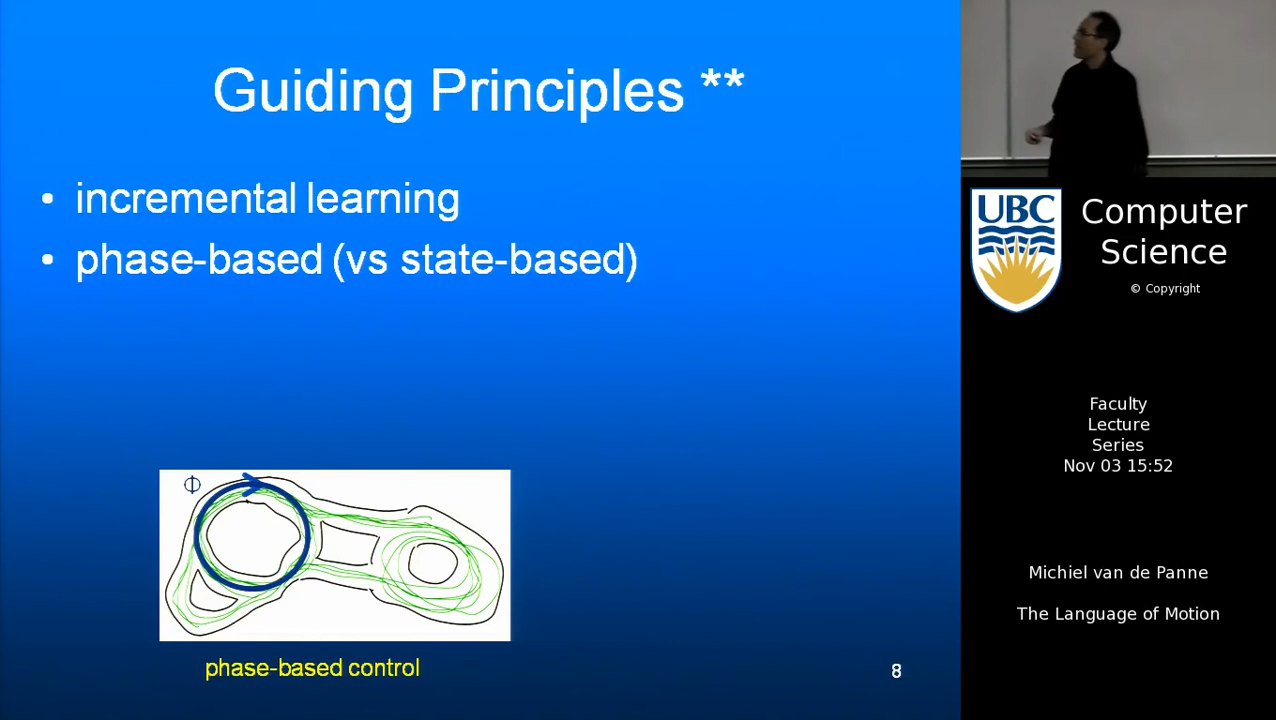 Guiding Principles **
• incremental learning
• phase-based (vs state-based)
Φ
phase-based control
8
UBC
Computer
Science
© Copyright
Faculty
Lecture
Series
Nov 03 15:52
Michiel van de Panne
The Language of Motion